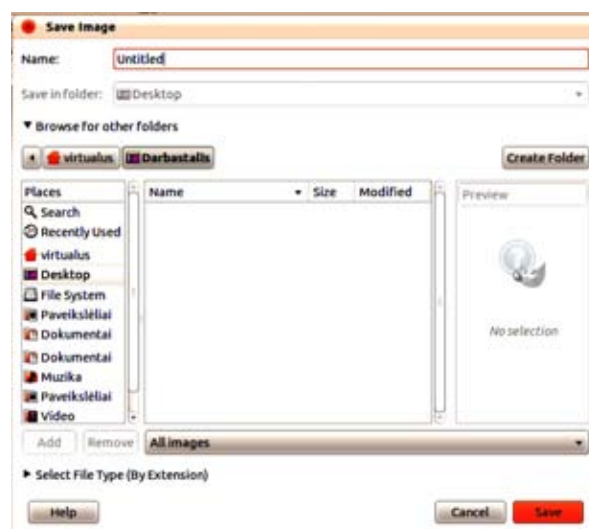 Save Image
Name: Untitled
Save in folder: Desktop
Browse for other folders
virtualus Darbastalis Create Folder
Places Name Size Modified Preview
Search
Recently Used
virtualus
Desktop
File System
Paveikslėliai
Dokumentai
Dokumentai
Muzika
Paveikslėliai
Video
No selection
Add Remove All images
Select File Type (By Extension)
Help Cancel Save